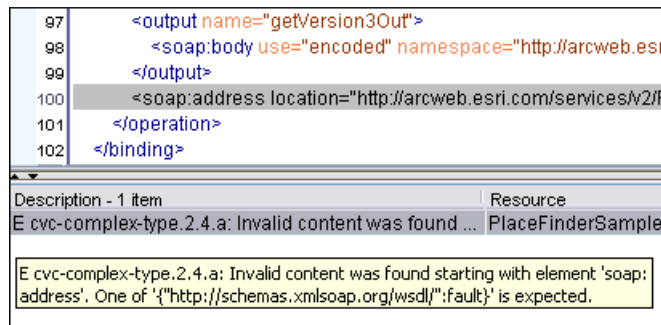 97 <output name="getVersion3Out">
98 <soap:body use="encoded" namespace="http://arcweb.esri
99 </output>
100 <soap:address location="http://arcweb.esri.com/services/v2/
101 </operation>
102 </binding>
Description - 1 item Resource
E cvc-complex-type.2.4.a: Invalid content was found ... PlaceFinderSample
E cvc-complex-type.2.4.a: Invalid content was found starting with element 'soap:
address'. One of '{"http://schemas.xmlsoap.org/wsdl/":fault}' is expected.